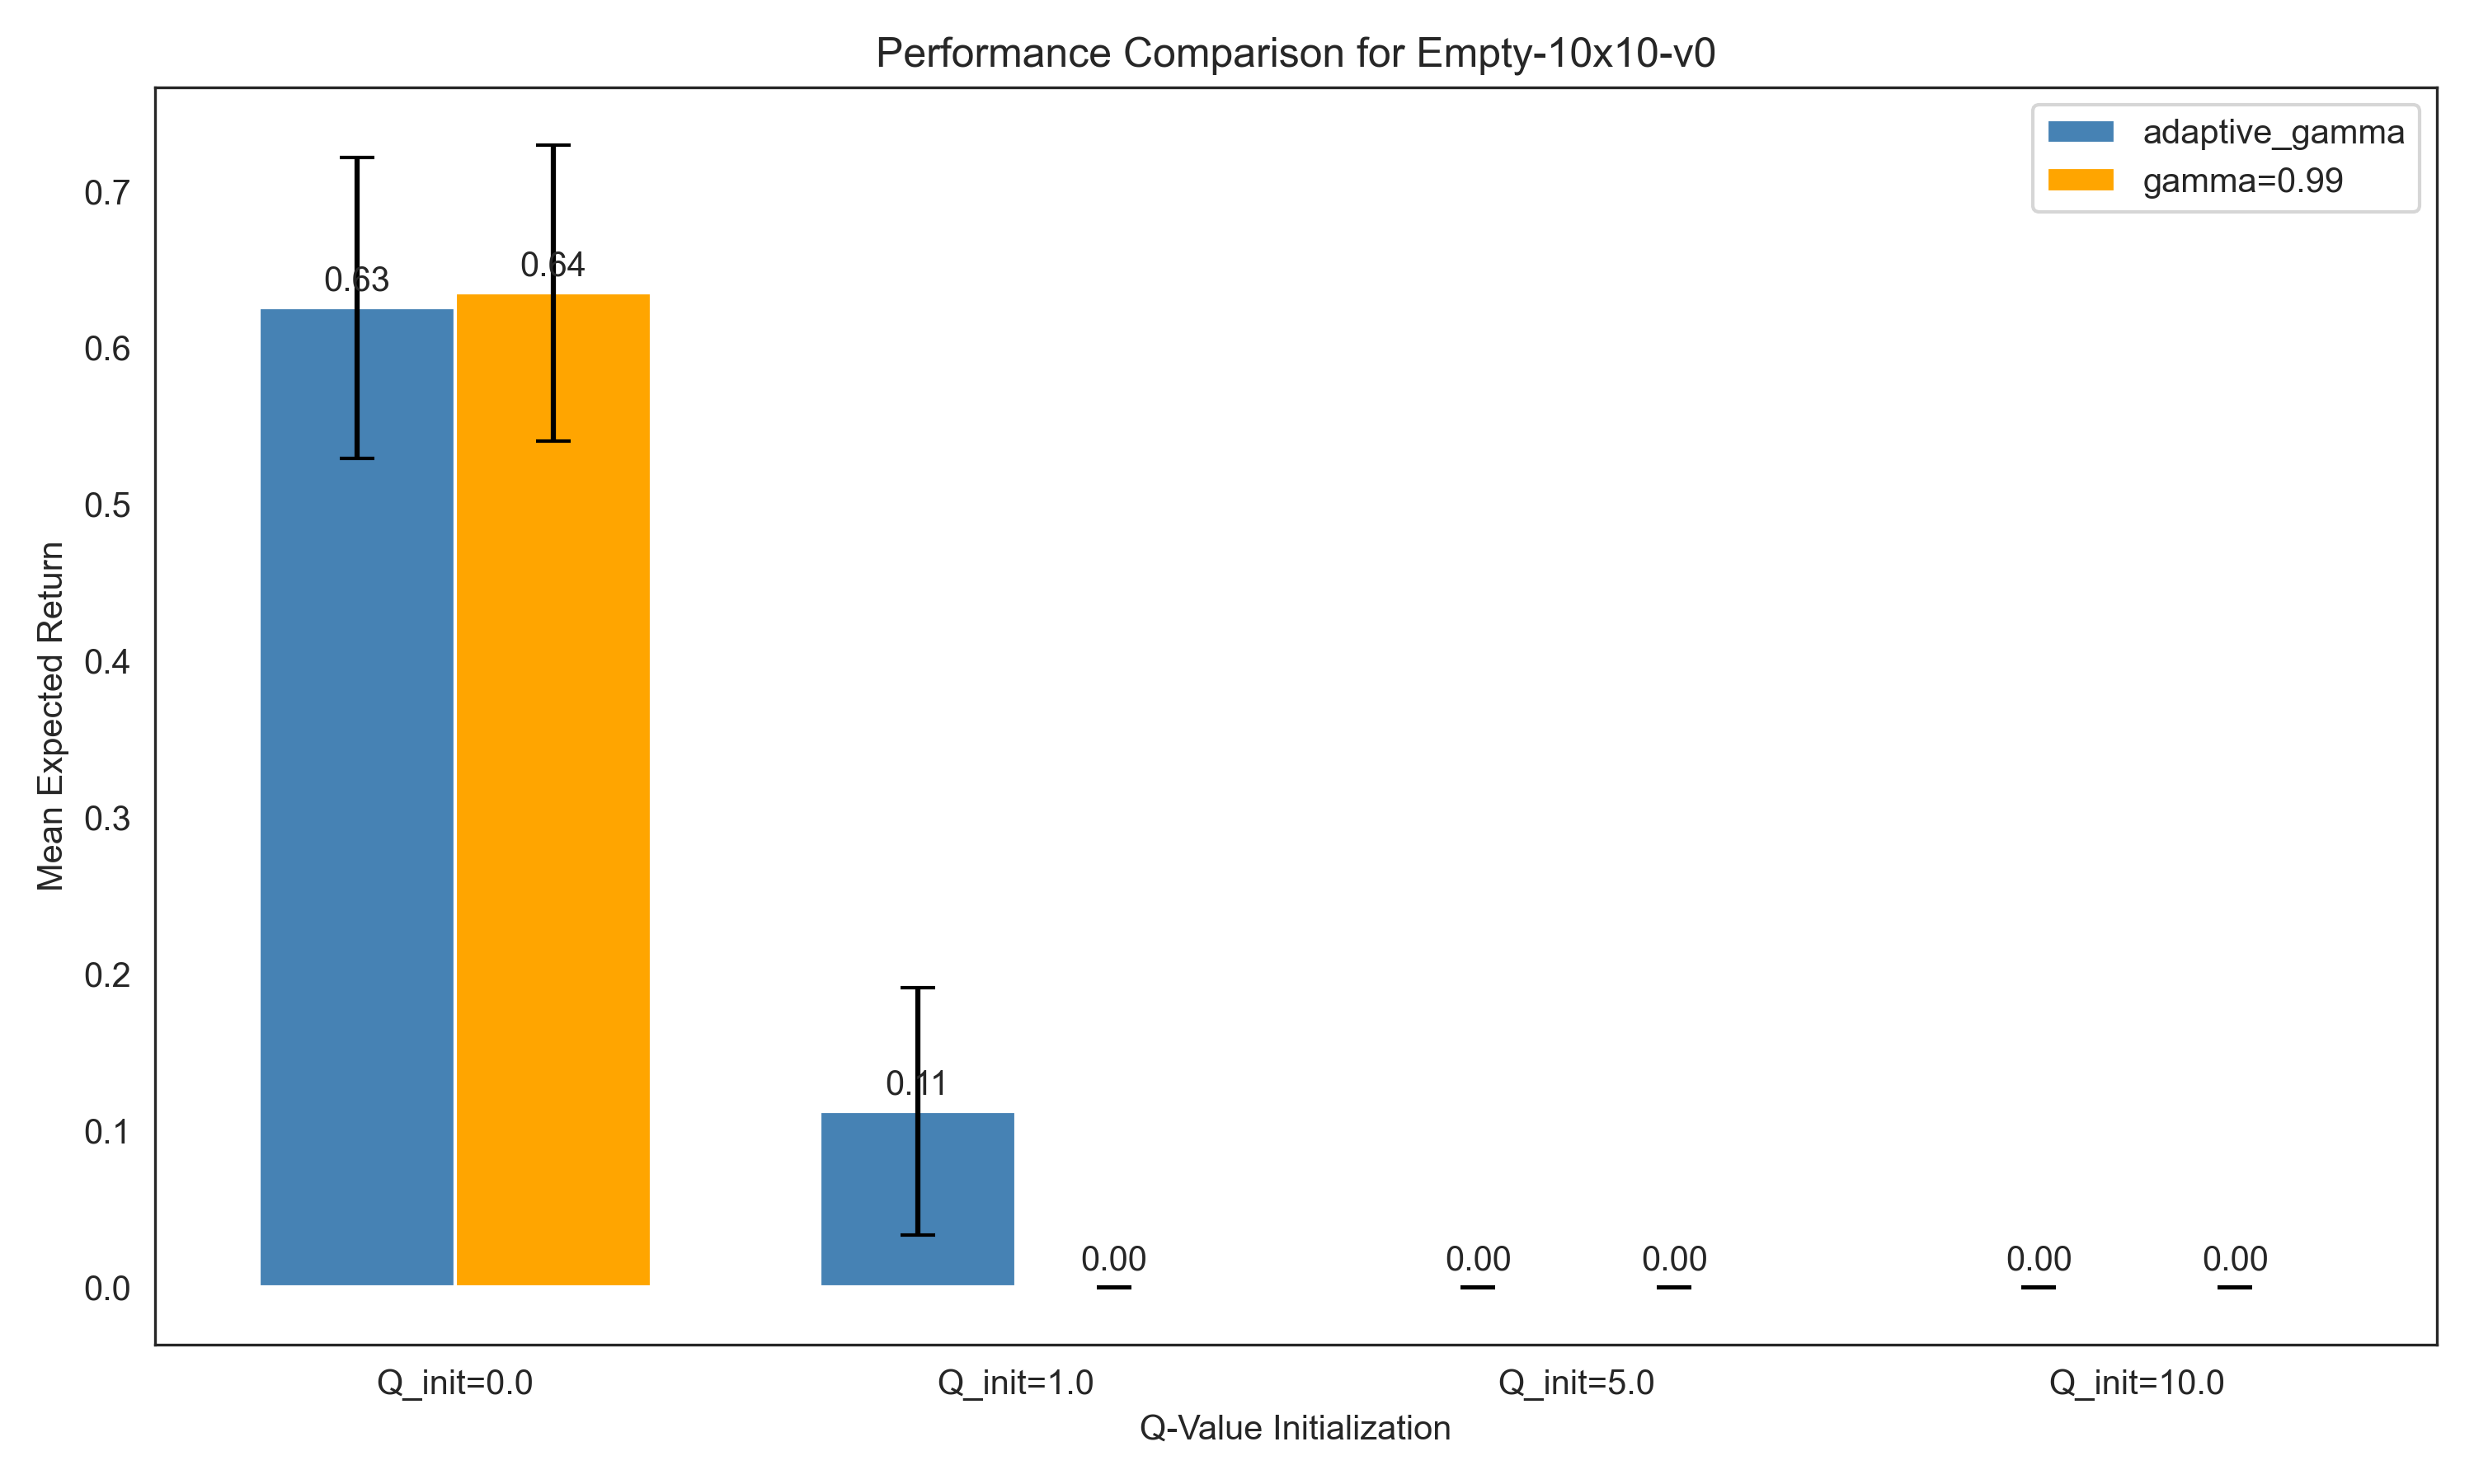 Performance Comparison for Empty-10x10-v0
adaptive_gamma
gamma=0.99
Mean Expected Return
0.7
0.6
0.5
0.4
0.3
0.2
0.1
0.0
0.63
0.64
0.11
0.00
0.00
0.00
0.00
0.00
Q_init=0.0
Q_init=1.0
Q_init=5.0
Q_init=10.0
Q-Value Initialization